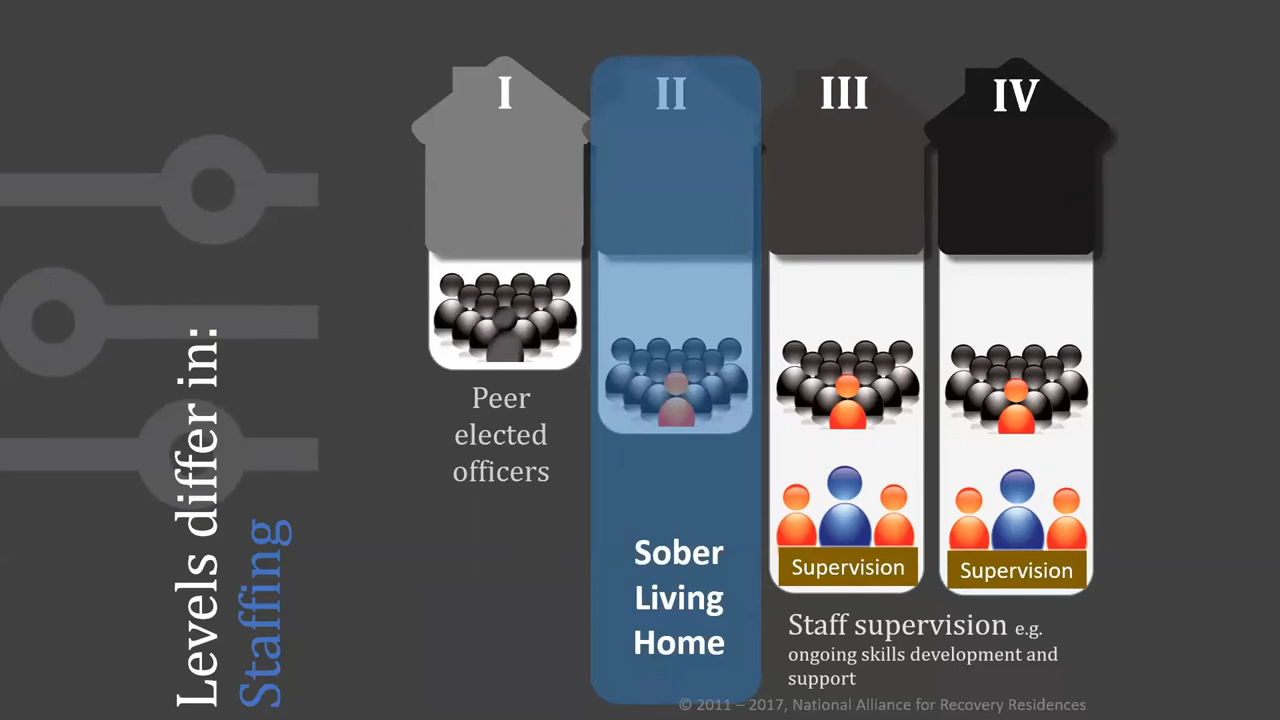 Levels differ in:
Staffing
I
II
III
IV
Peer
elected
officers
Sober
Living
Home
Supervision
Supervision
Staff supervision e.g.
ongoing skills development and
support
© 2011 – 2017, National Alliance for Recovery Residences